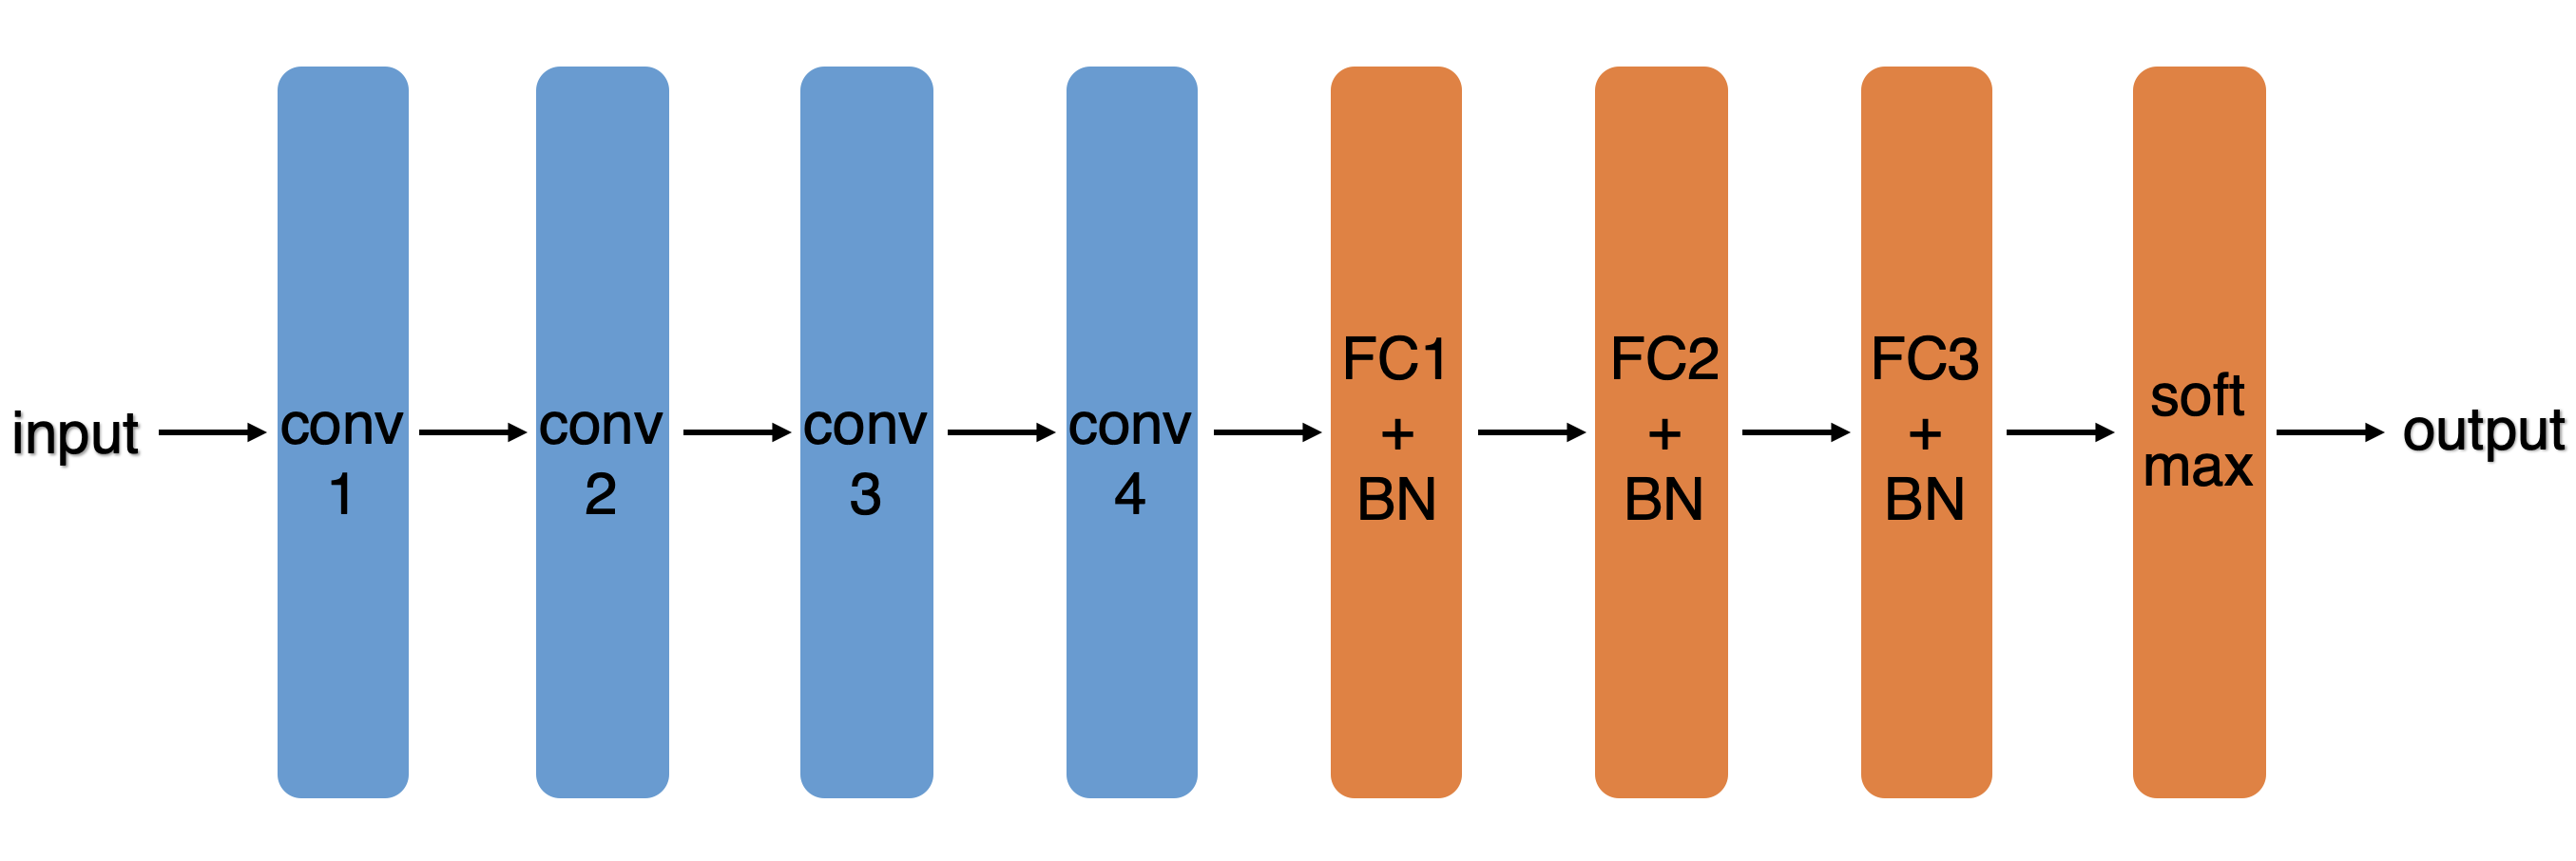 input
conv
1
conv
2
conv
3
conv
4
FC1
+
BN
FC2
+
BN
FC3
+
BN
soft
max
output